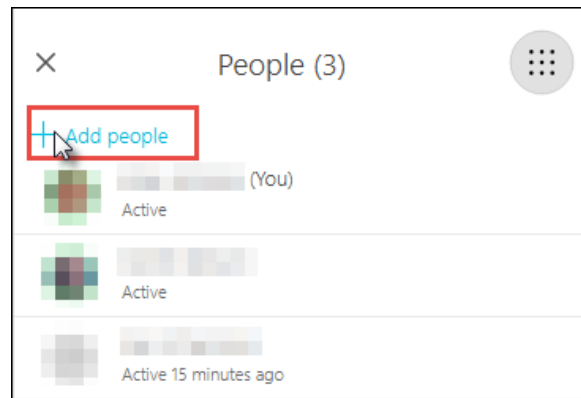 People (3)
Add people
(You)
Active
Active
Active 15 minutes ago